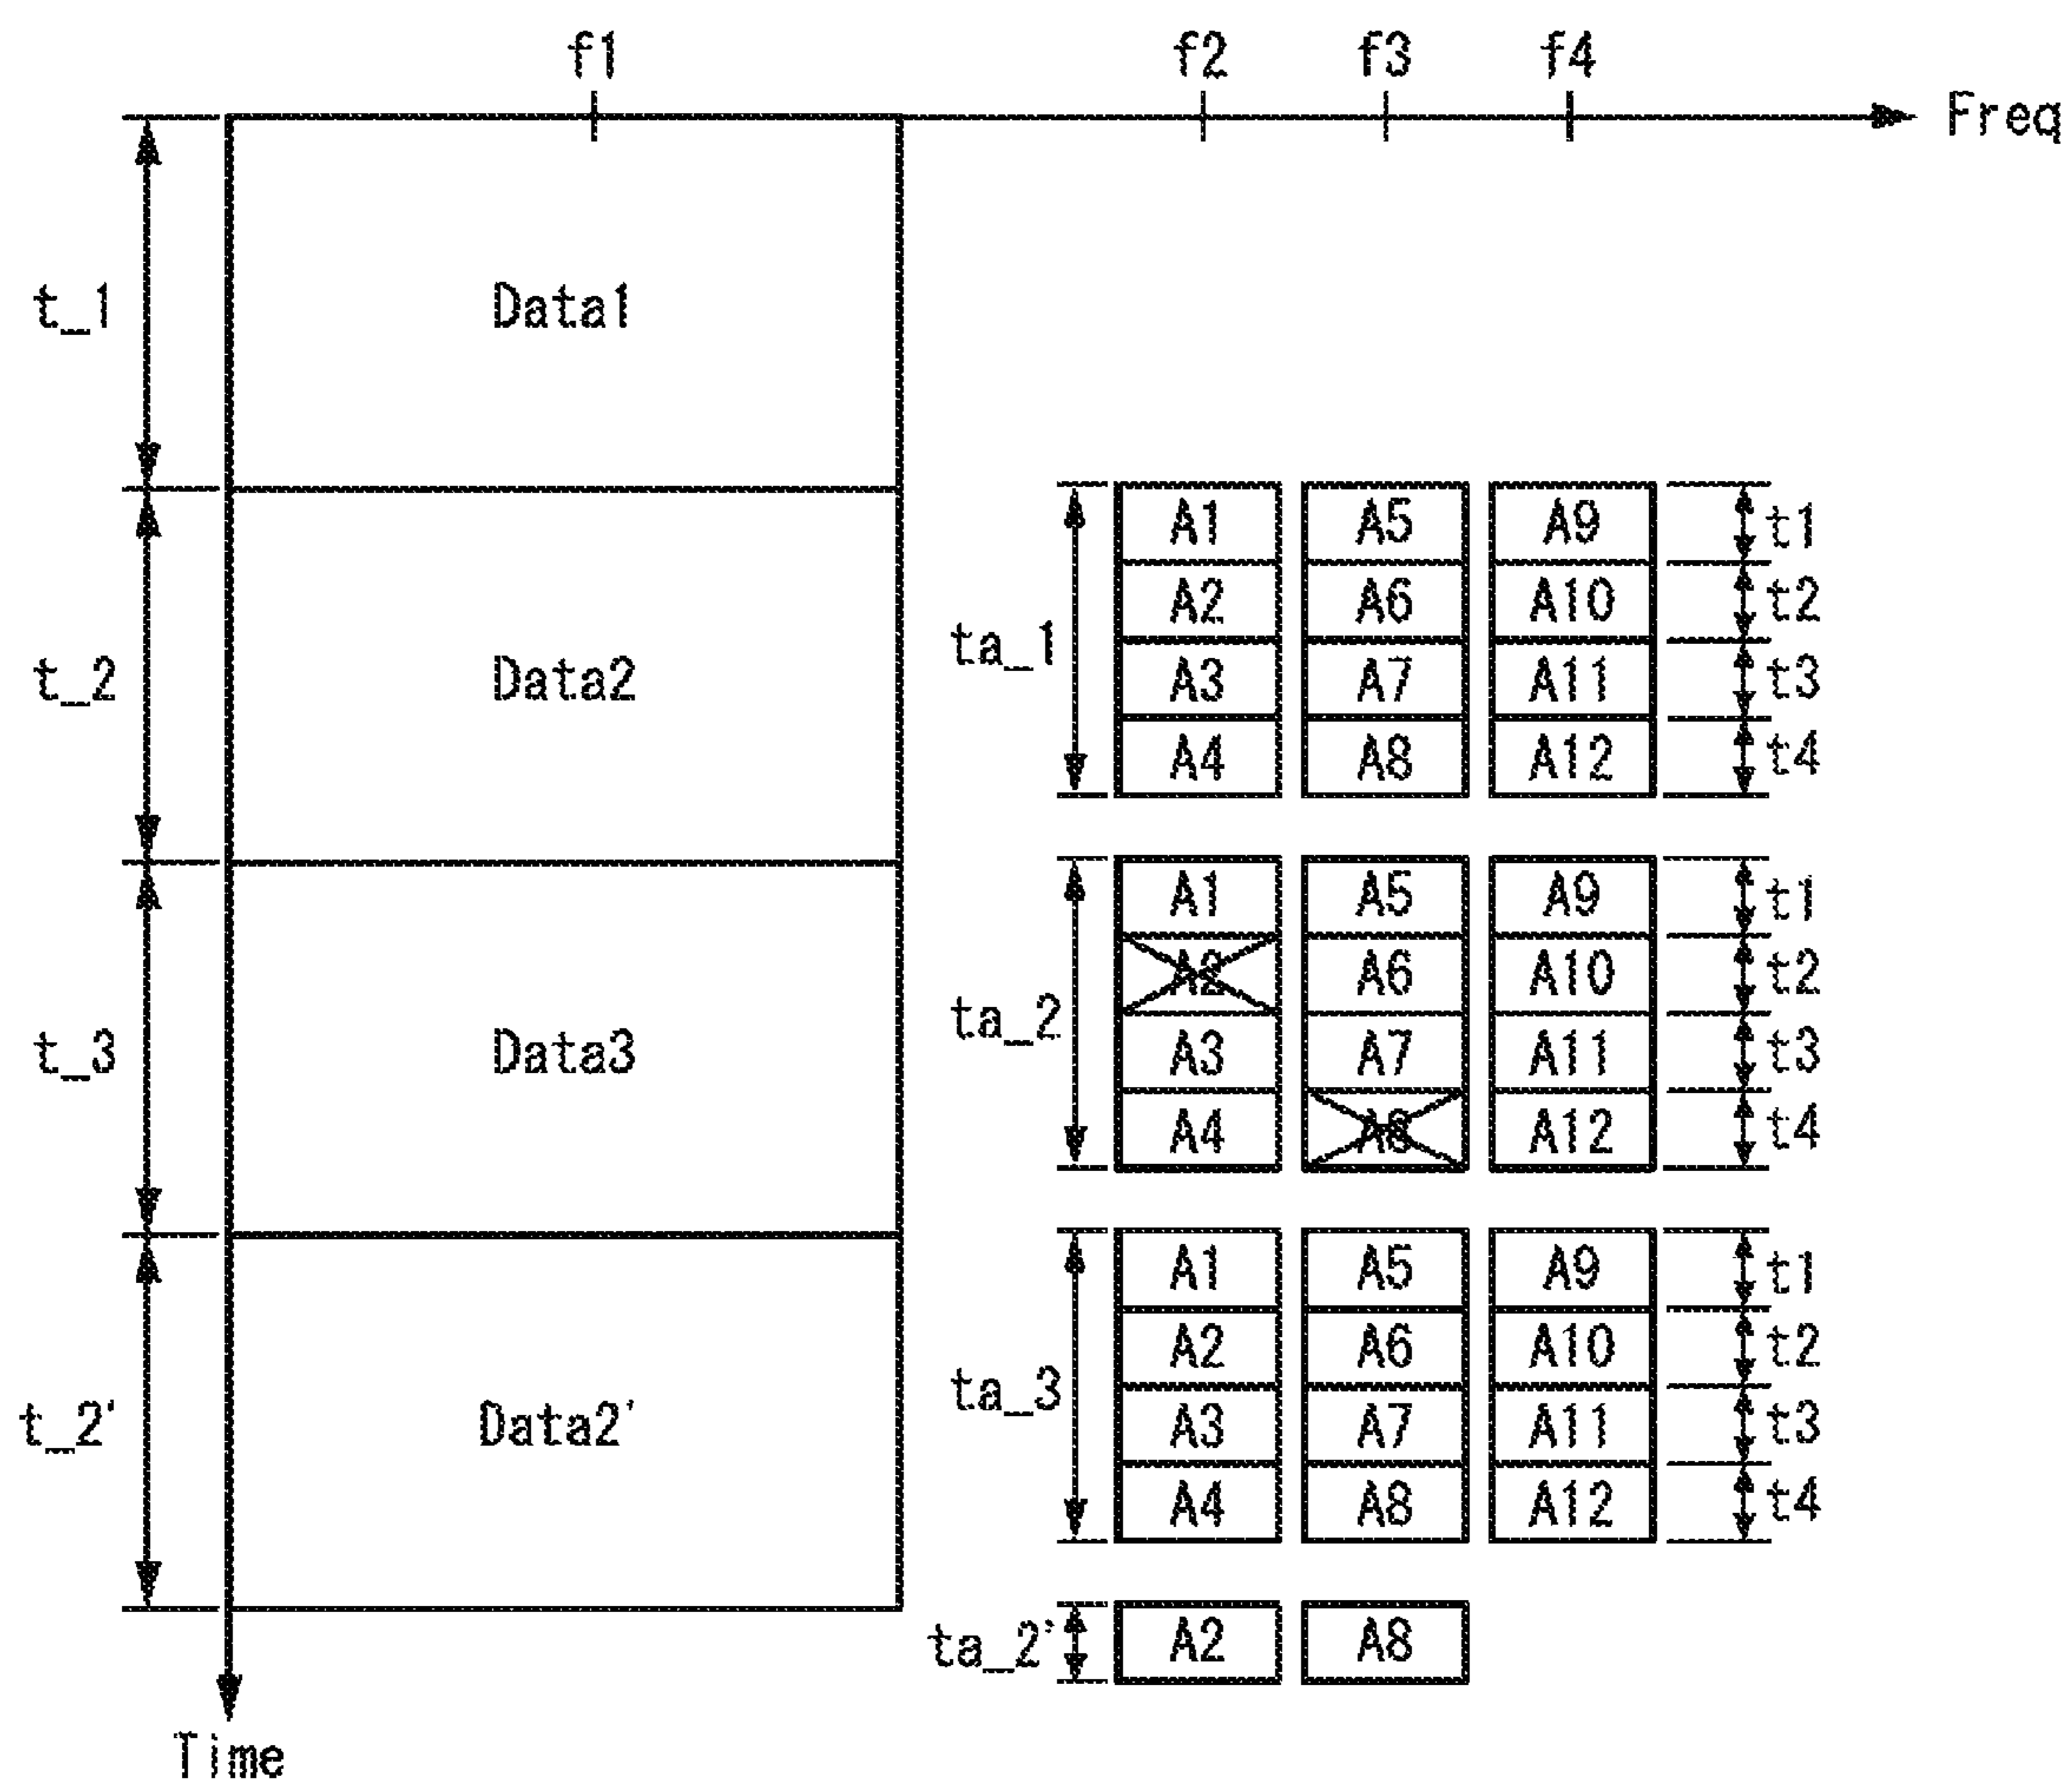 f1 f2 f3 f4
Freq
t_1 Data1
A1 A5 A9 t1
A2 A6 A10 t2
ta_1
t_2 Data2
A3 A7 A11 t3
A4 A8 A12 t4
A1 A5 A9 t1
A2 A6 A10 t2
ta_2
t_3 Data3
A3 A7 A11 t3
A4 A8 A12 t4
A1 A5 A9 t1
A2 A6 A10 t2
ta_3
t_2' Data2'
A3 A7 A11 t3
A4 A8 A12 t4
ta_2' A2 A8
Time